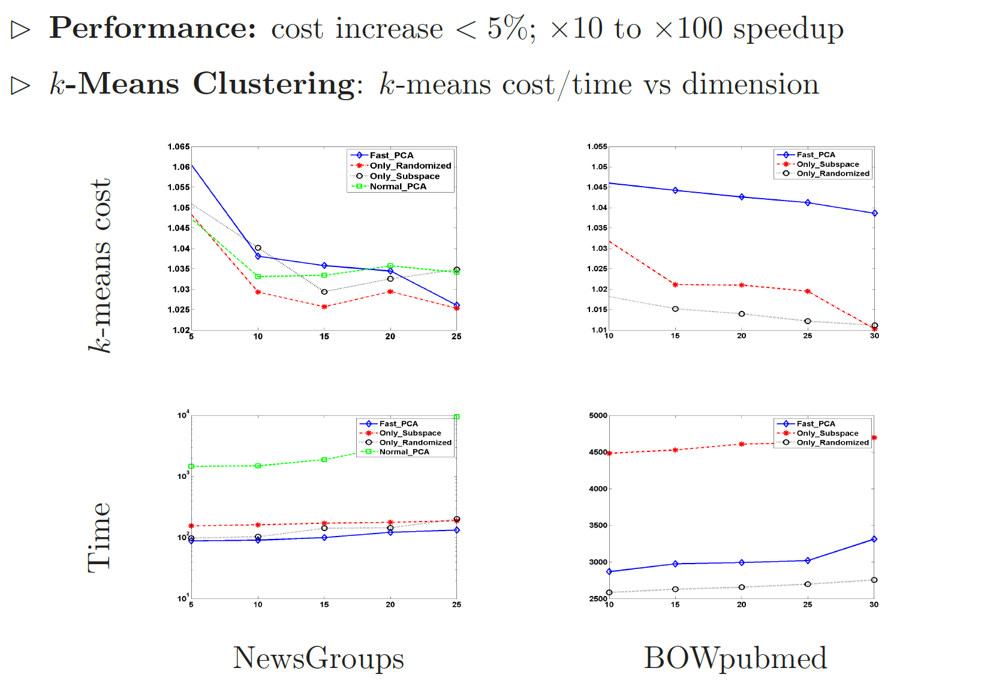 ▷ Performance: cost increase < 5%; ×10 to ×100 speedup
▷ k-Means Clustering: k-means cost/time vs dimension
k-means cost
1.065
1.06
1.055
1.05
1.045
1.04
1.035
1.03
1.025
1.02
5 10 15 20 25
Fast_PCA
Only_Randomized
Only_Subspace
Normal_PCA
1.055
1.05
1.045
1.04
1.035
1.03
1.025
1.02
1.015
1.01
10 15 20 25 30
Fast_PCA
Only_Subspace
Only_Randomized
Time
10^4
10^3
10^2
10^1
5 10 15 20 25
Fast_PCA
Only_Subspace
Only_Randomized
Normal_PCA
5000
4500
4000
3500
3000
2500
10 15 20 25 30
Fast_PCA
Only_Subspace
Only_Randomized
NewsGroups
BOWpubmed